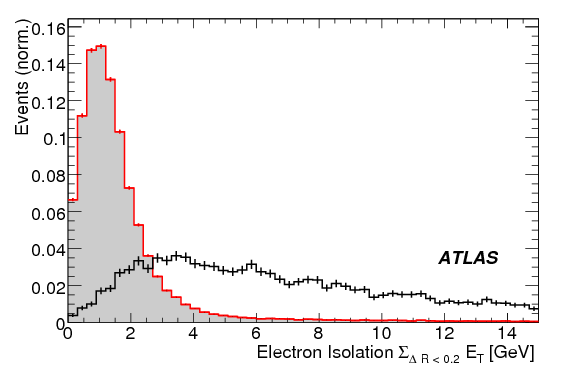 Events (norm.)
0.16
0.14
0.12
0.1
0.08
0.06
0.04
0.02
0
ATLAS
0 2 4 6 8 10 12 14
Electron Isolation Σ Δ R < 0.2 E_T [GeV]